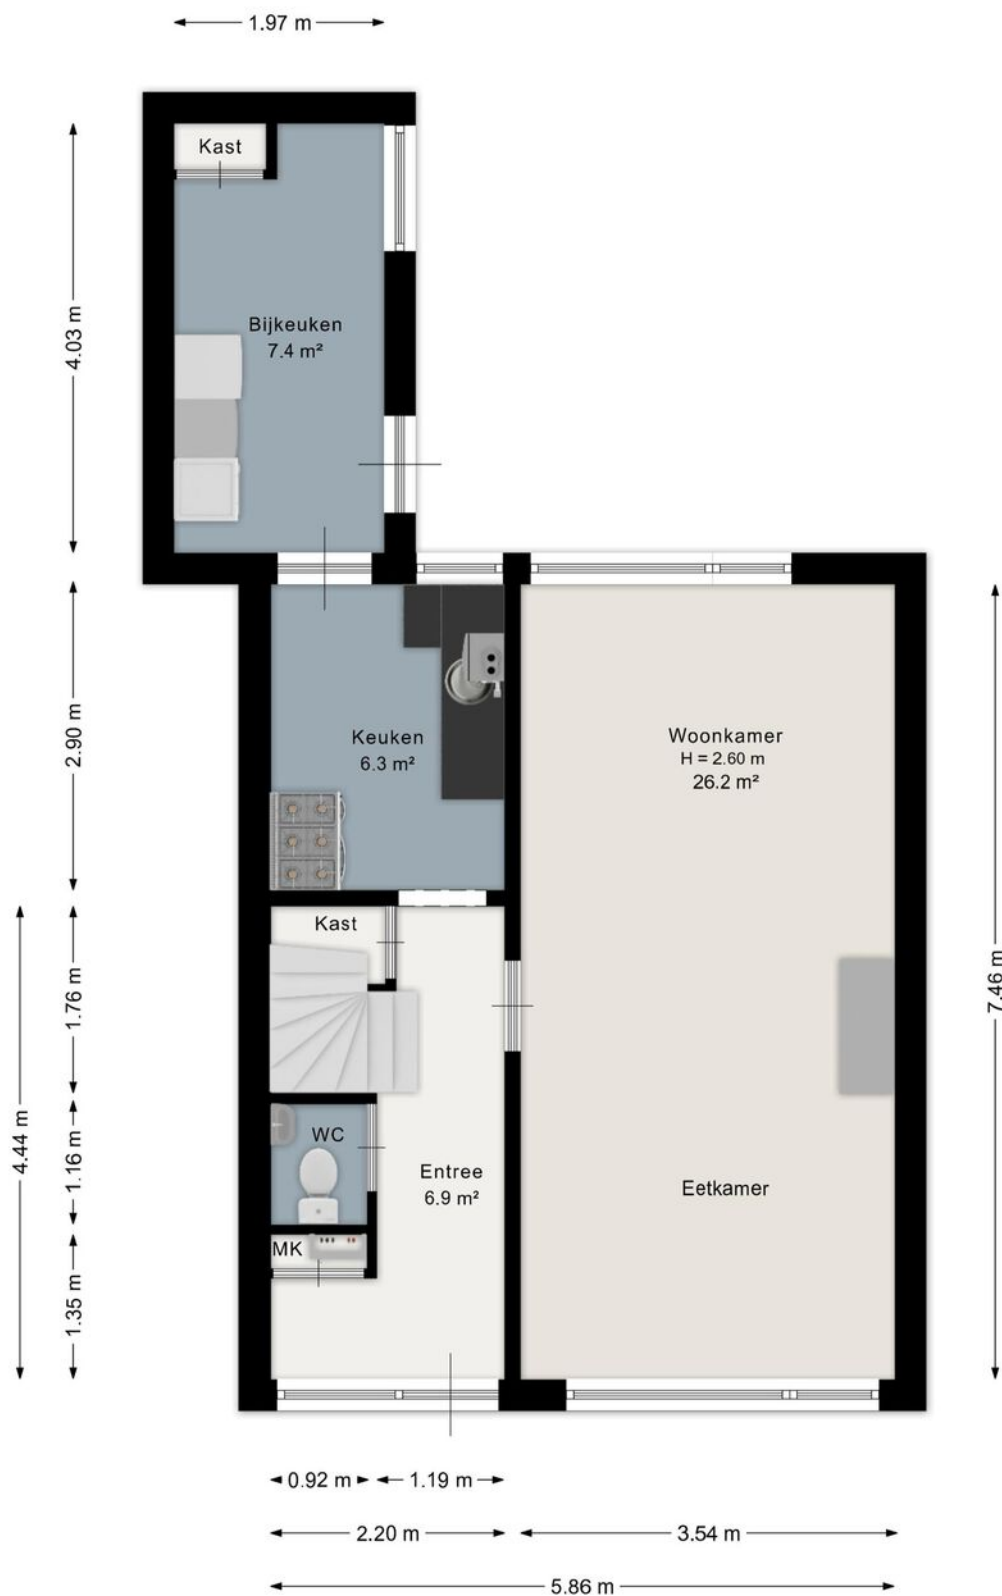 1.97 m
Kast
4.03 m
Bijkeuken
7.4 m²
2.90 m
Keuken
6.3 m²
Woonkamer
H = 2.60 m
26.2 m²
Kast
1.76 m
7.46 m
4.44 m
1.16 m
WC
Entree
6.9 m²
Eetkamer
MK
1.35 m
0.92 m
1.19 m
2.20 m
3.54 m
5.86 m